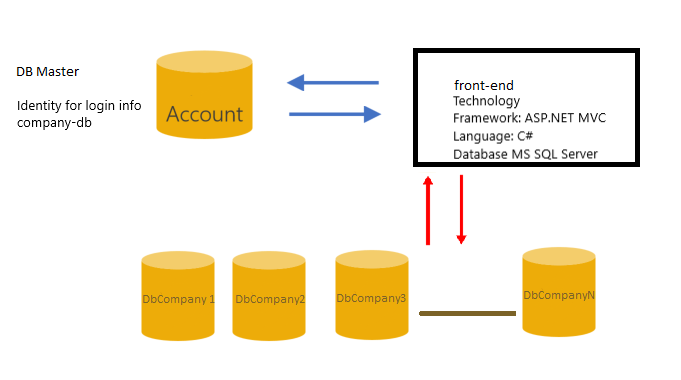 DB Master
Identity for login info
company-db
Account
front-end
Technology
Framework: ASP.NET MVC
Language: C#
Database MS SQL Server
DbCompany 1
DbCompany2
DbCompany3
DbCompanyN